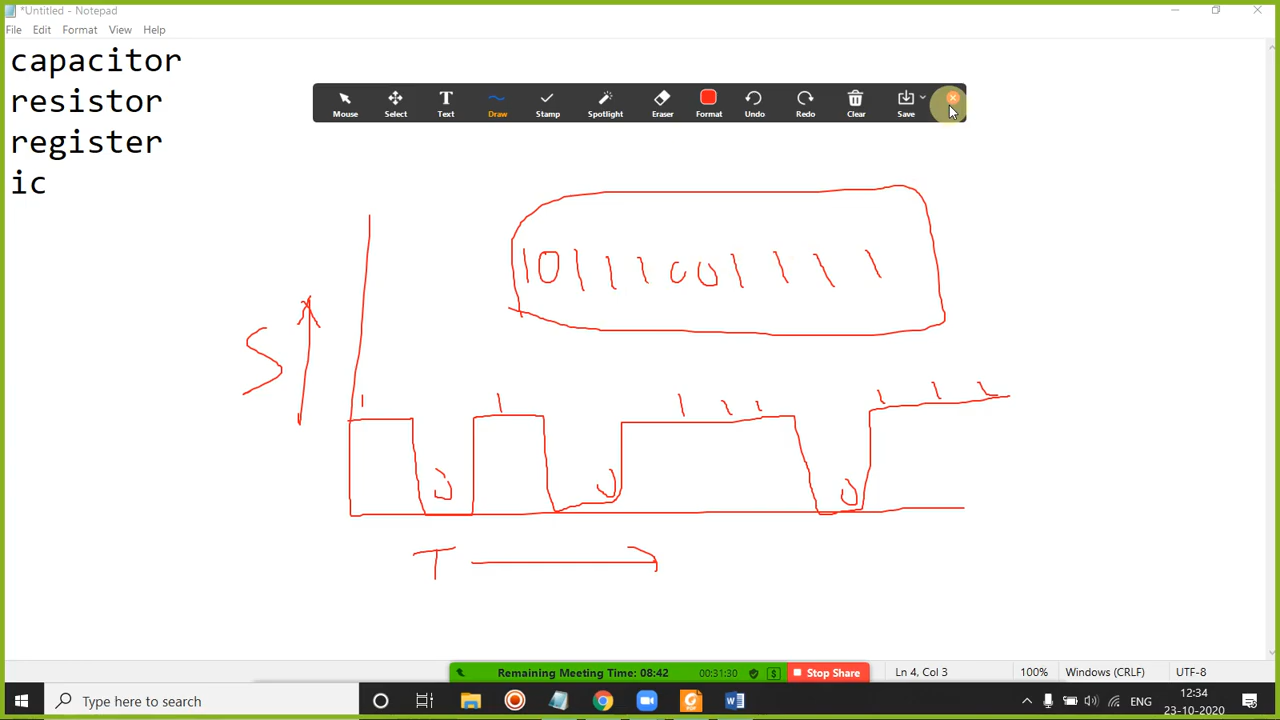 *Untitled - Notepad
File Edit Format View Help
capacitor
resistor
register
ic
Mouse Select Text Draw Stamp Spotlight Eraser Format Undo Redo Clear Save
1011110011111
S
1 1 1 1 1 1 1 1
0 0 0
T
Remaining Meeting Time: 08:42 00:31:30 $ Stop Share
Ln 4, Col 3 100% Windows (CRLF) UTF-8
Type here to search
PDF
W
ENG
12:34
23-10-2020